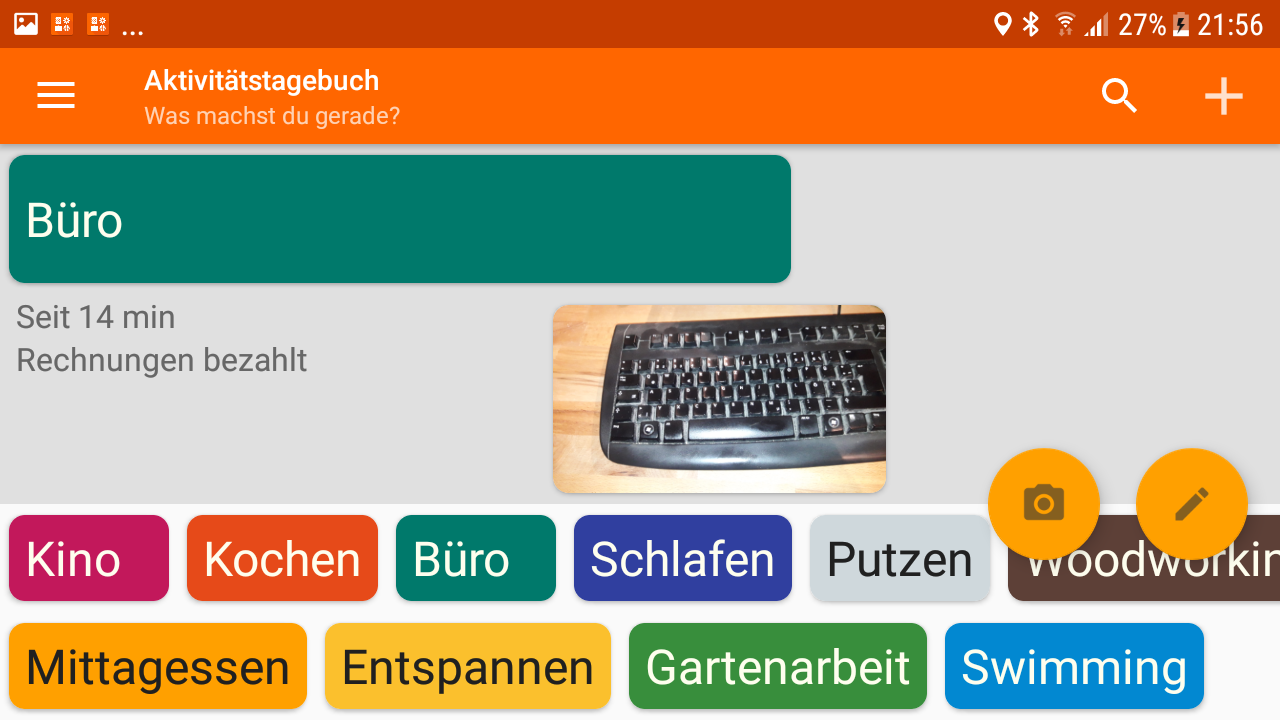 ... 27% 21:56
Aktivitätstagebuch
Was machst du gerade?
Büro
Seit 14 min
Rechnungen bezahlt
Kino Kochen Büro Schlafen Putzen Woodworkin
Mittagessen Entspannen Gartenarbeit Swimming